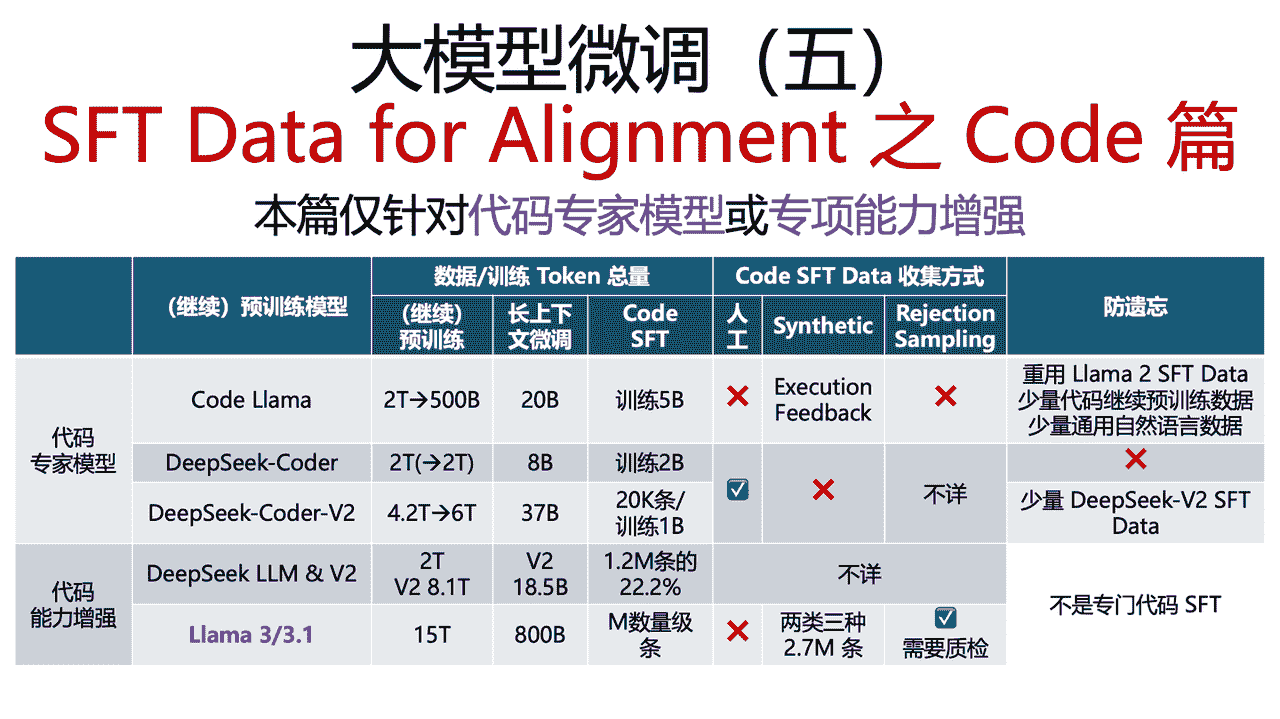 大模型微调（五）
SFT Data for Alignment 之 Code 篇
本篇仅针对代码专家模型或专项能力增强
（继续）预训练模型
数据/训练 Token 总量
Code SFT Data 收集方式
防遗忘
（继续）
预训练
长上下
文微调
Code
SFT
人
工
Synthetic
Rejection
Sampling
代码
专家模型
Code Llama
2T→500B
20B
训练5B
❌
Execution
Feedback
❌
重用 Llama 2 SFT Data
少量代码继续预训练数据
少量通用自然语言数据
DeepSeek-Coder
2T(→2T)
8B
训练2B
☑
❌
不详
❌
DeepSeek-Coder-V2
4.2T→6T
37B
20K条/
训练1B
少量 DeepSeek-V2 SFT
Data
代码
能力增强
DeepSeek LLM & V2
2T
V2 8.1T
V2
18.5B
1.2M条的
22.2%
不详
不是专门代码 SFT
Llama 3/3.1
15T
800B
M数量级
条
❌
两类三种
2.7M 条
☑
需要质检